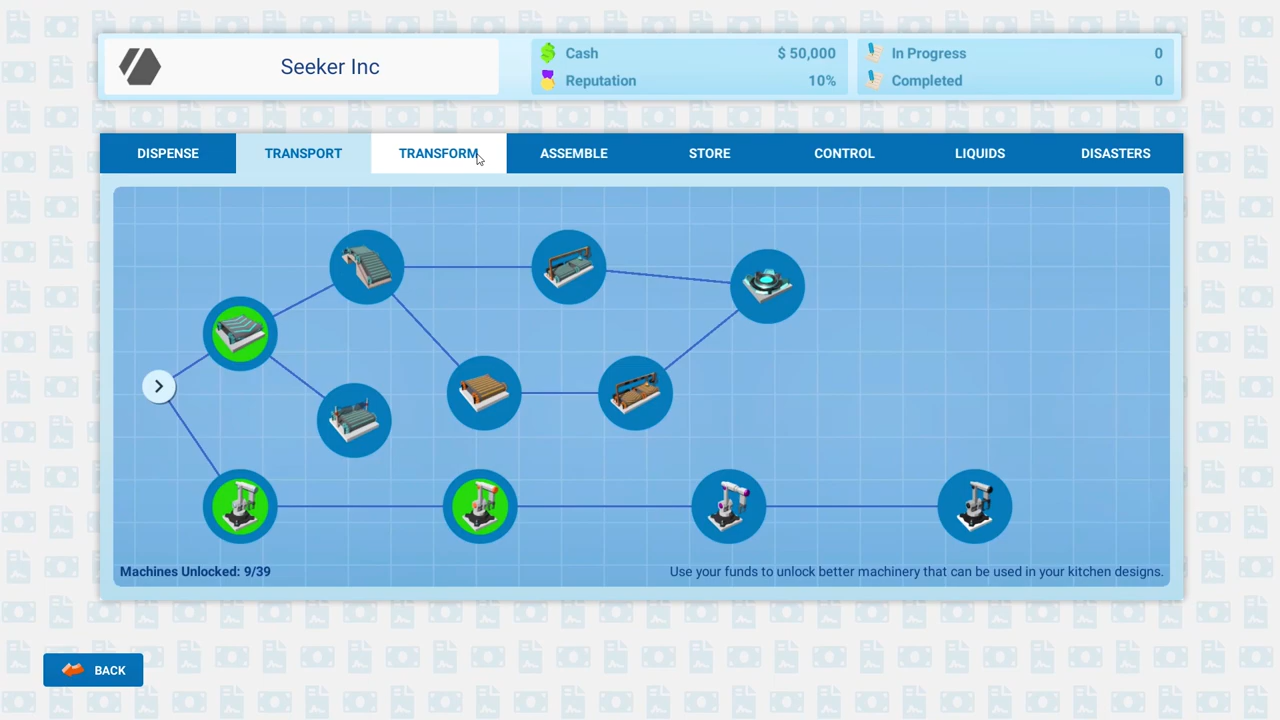 Seeker Inc
Cash $ 50,000
Reputation 10%
In Progress 0
Completed 0
DISPENSE TRANSPORT TRANSFORM ASSEMBLE STORE CONTROL LIQUIDS DISASTERS
Machines Unlocked: 9/39
Use your funds to unlock better machinery that can be used in your kitchen designs.
BACK